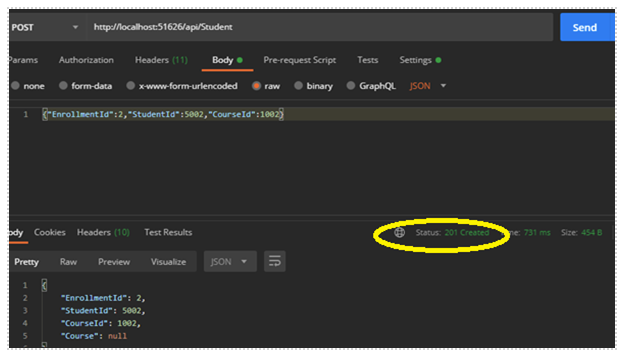 POST http://localhost:51626/api/Student Send
Params Authorization Headers (11) Body Pre-request Script Tests Settings
none form-data x-www-form-urlencoded raw binary GraphQL JSON
1 {"EnrollmentId":2,"StudentId":5002,"CourseId":1002}
ody Cookies Headers (10) Test Results Status: 201 Created ne: 731 ms Size: 454 B
Pretty Raw Preview Visualize JSON
1 {
2 "EnrollmentId": 2,
3 "StudentId": 5002,
4 "CourseId": 1002,
5 "Course": null